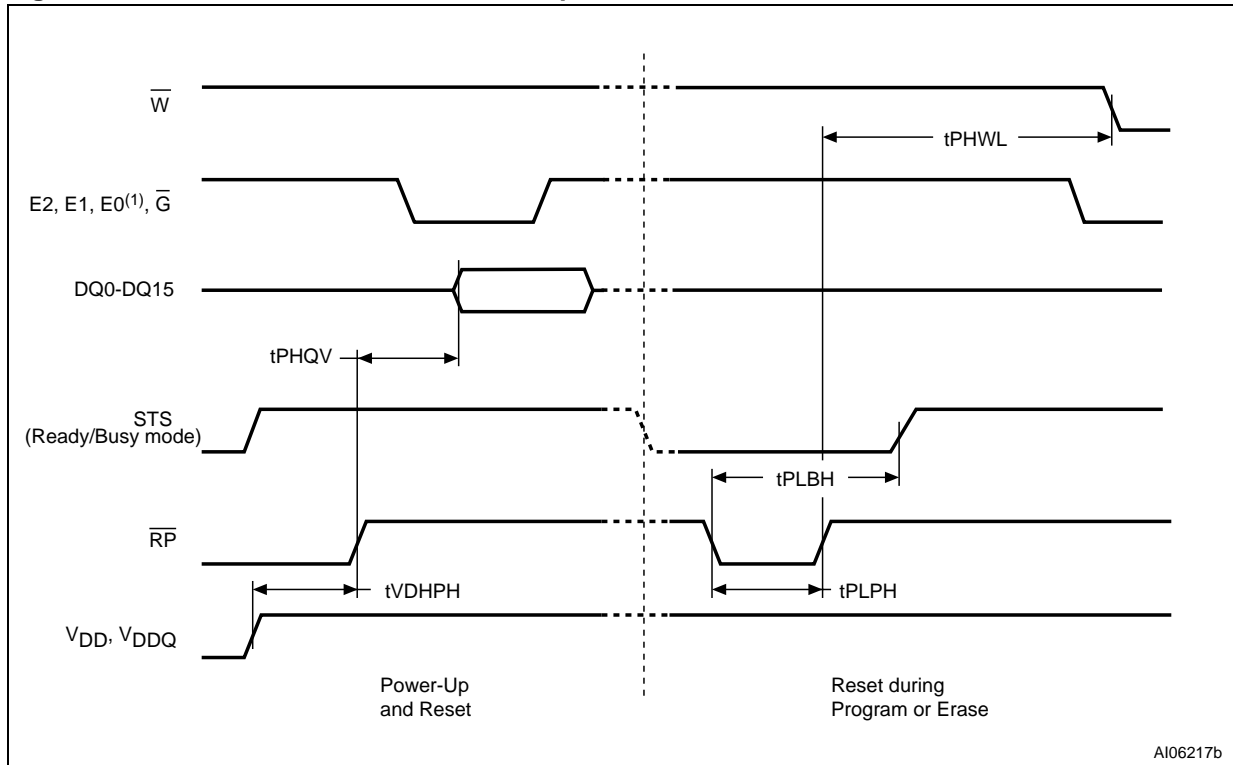 W
tPHWL
E2, E1, E0(1), G
DQ0-DQ15
tPHQV
STS
(Ready/Busy mode)
tPLBH
RP
tVDHPH
tPLPH
VDD, VDDQ
Power-Up
and Reset
Reset during
Program or Erase
AI06217b